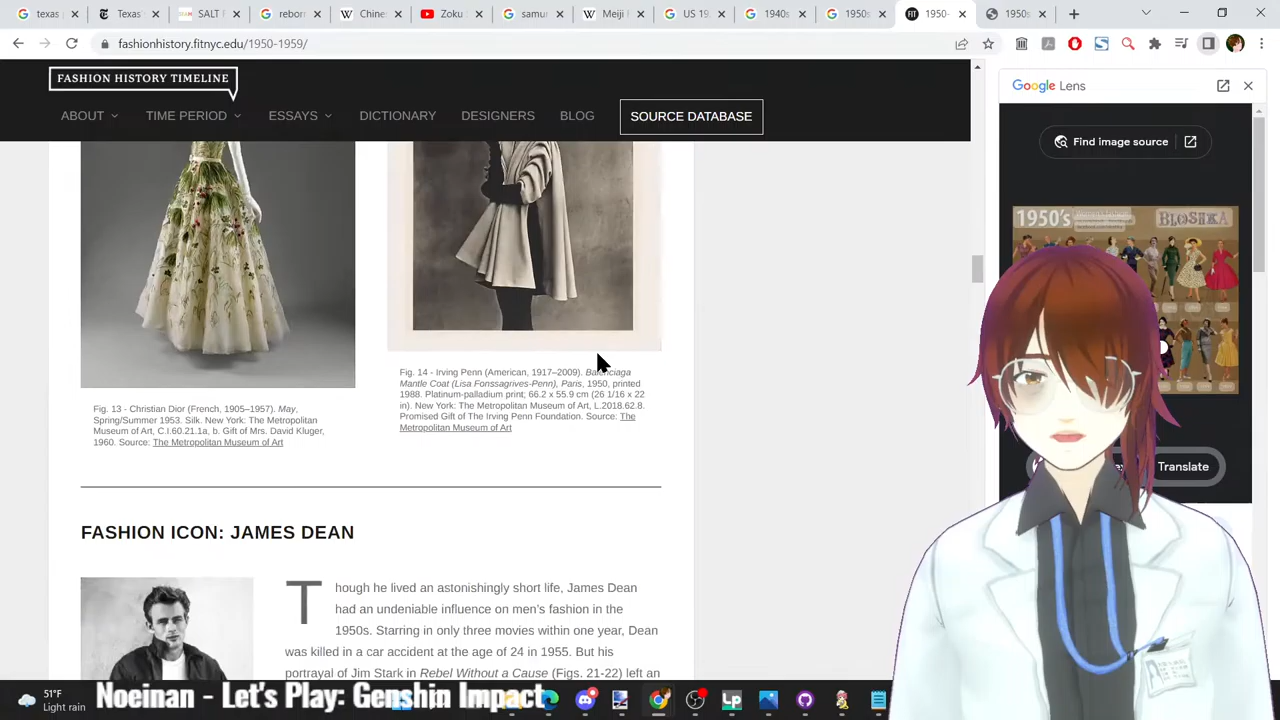 texas
Texas's
SALT F
reborn
Chine
Zoku S
samur
Meiji F
US 19.
1940s
1950s
1950-
1950s
fashionhistory.fitnyc.edu/1950-1959/
FASHION HISTORY TIMELINE
ABOUT
TIME PERIOD
ESSAYS
DICTIONARY
DESIGNERS
BLOG
SOURCE DATABASE
Google Lens
Find image source
1950's
BLOSHKA
Translate
Fig. 13 - Christian Dior (French, 1905–1957). May,
Spring/Summer 1953. Silk. New York: The Metropolitan
Museum of Art, C.I.60.21.1a, b. Gift of Mrs. David Kluger,
1960. Source: The Metropolitan Museum of Art
Fig. 14 - Irving Penn (American, 1917–2009). Balenciaga
Mantle Coat (Lisa Fonssagrives-Penn), Paris, 1950, printed
1988. Platinum-palladium print; 66.2 x 55.9 cm (26 1/16 x 22
in). New York: The Metropolitan Museum of Art, L.2018.62.8.
Promised Gift of The Irving Penn Foundation. Source: The
Metropolitan Museum of Art
FASHION ICON: JAMES DEAN
Though he lived an astonishingly short life, James Dean
had an undeniable influence on men's fashion in the
1950s. Starring in only three movies within one year, Dean
was killed in a car accident at the age of 24 in 1955. But his
portrayal of Jim Stark in Rebel Without a Cause (Figs. 21-22) left an
51°F
Light rain
Noeinan - Let's Play: Genshin Impact